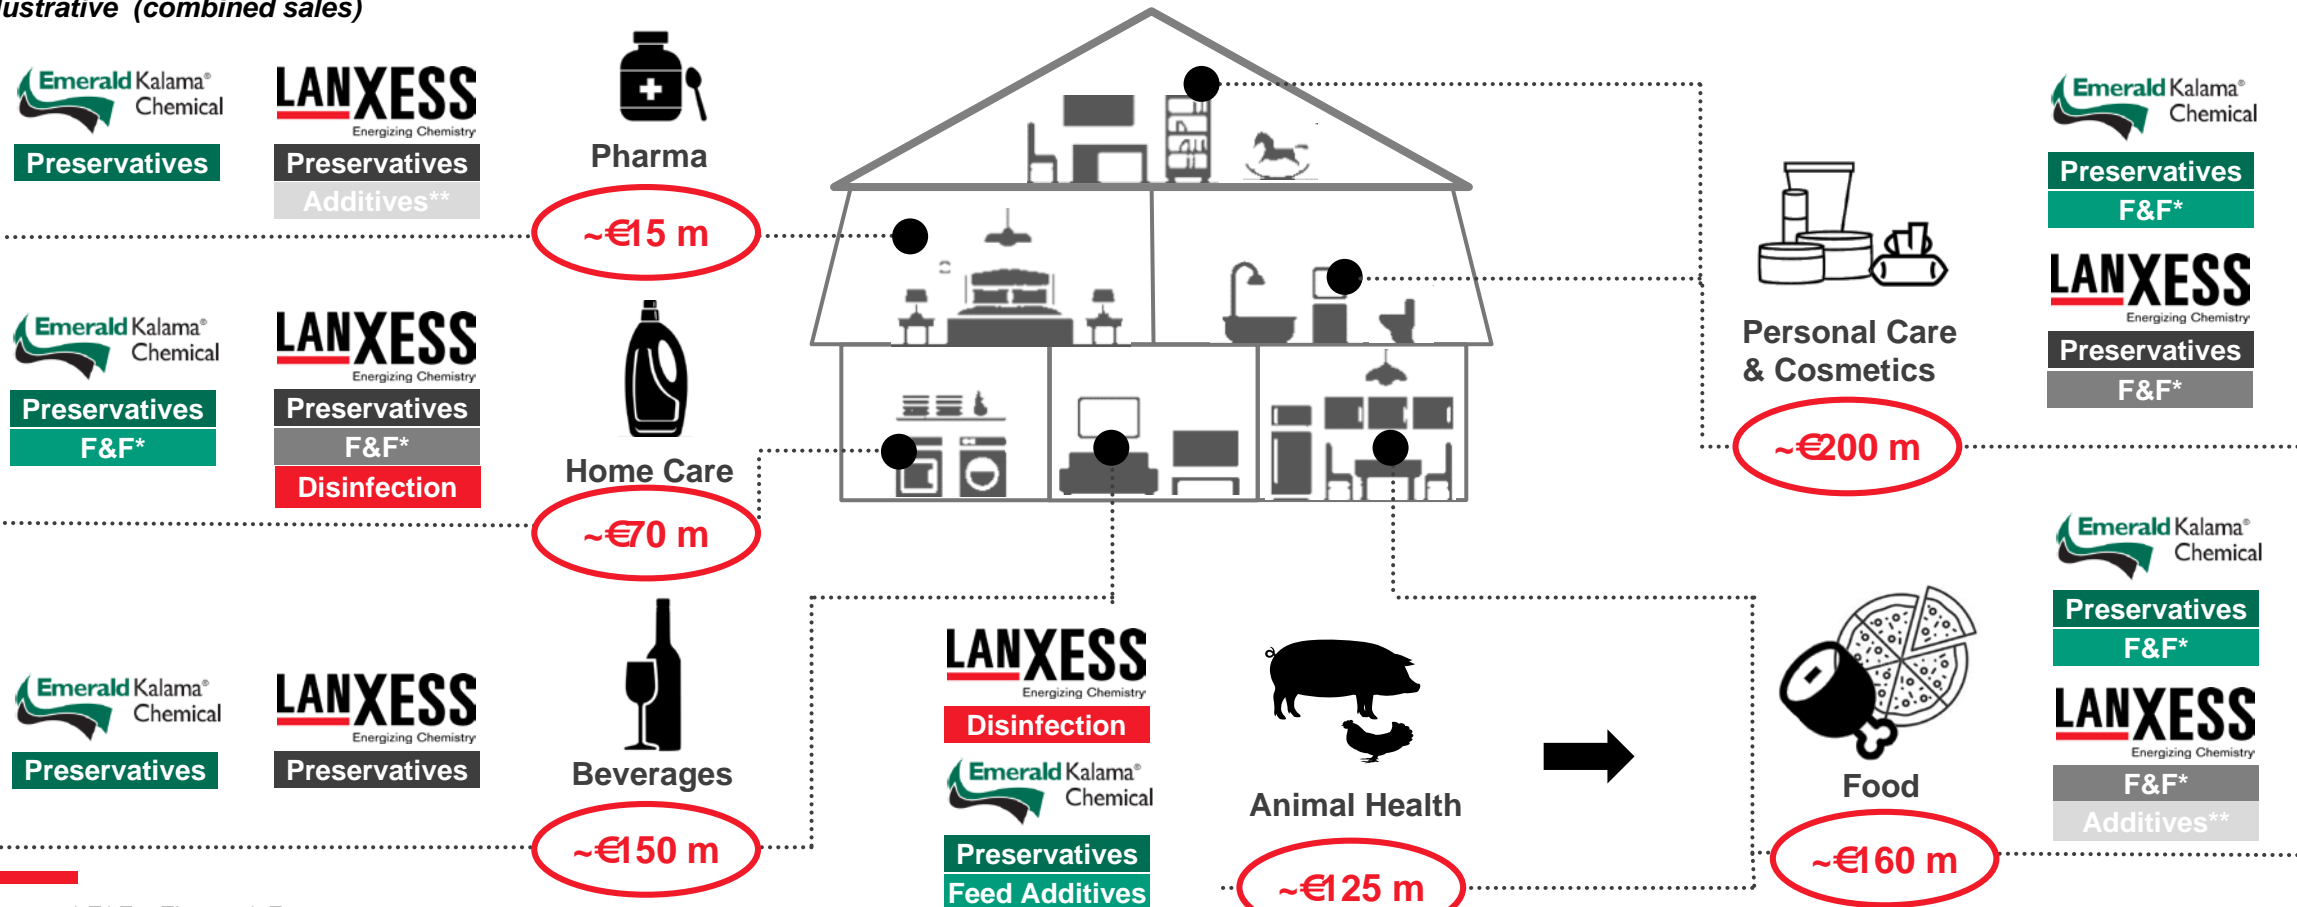 lustrative (combined sales)
Emerald Kalama®
Chemical
Preservatives
LANXESS
Energizing Chemistry
Preservatives
Additives**
Pharma
~€15 m
Emerald Kalama®
Chemical
Preservatives
F&F*
LANXESS
Energizing Chemistry
Preservatives
F&F*
Disinfection
Home Care
~€70 m
Emerald Kalama®
Chemical
Preservatives
LANXESS
Energizing Chemistry
Preservatives
Beverages
~€150 m
LANXESS
Energizing Chemistry
Disinfection
Emerald Kalama®
Chemical
Preservatives
Feed Additives
Animal Health
~€125 m
Personal Care
& Cosmetics
~€200 m
Emerald Kalama®
Chemical
Preservatives
F&F*
LANXESS
Energizing Chemistry
Preservatives
F&F*
Food
~€160 m
Emerald Kalama®
Chemical
Preservatives
F&F*
LANXESS
Energizing Chemistry
F&F*
Additives**